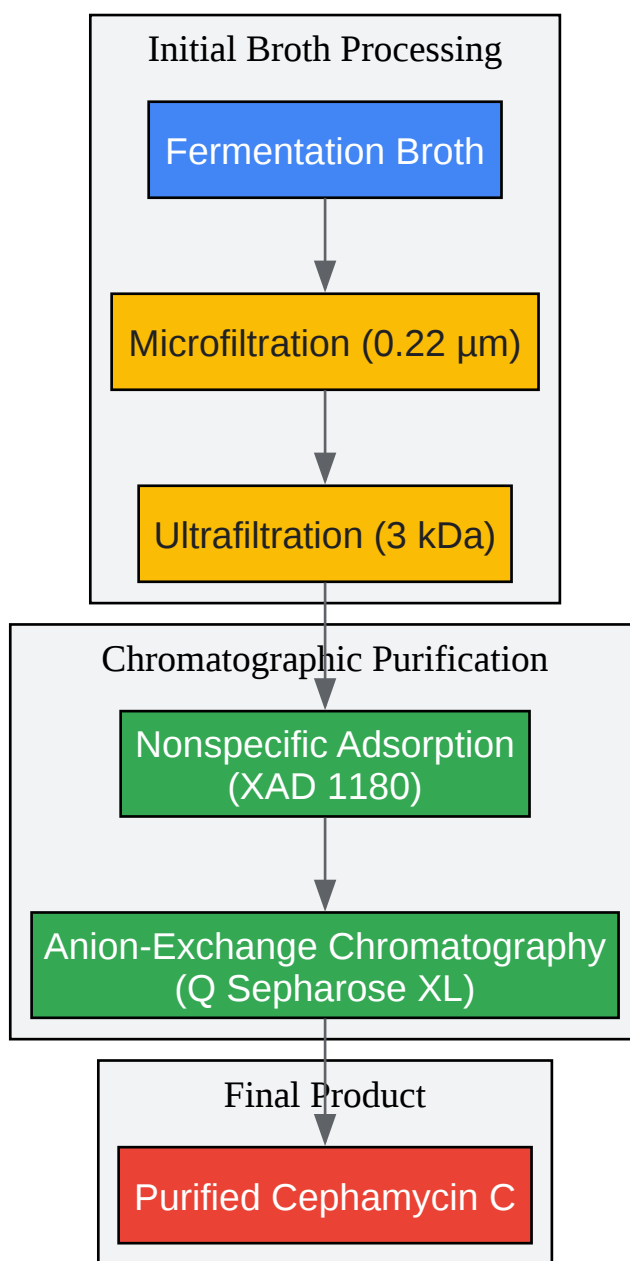 Initial Broth Processing
Fermentation Broth
Microfiltration (0.22 µm)
Ultrafiltration (3 kDa)
Chromatographic Purification
Nonspecific Adsorption
(XAD 1180)
Anion-Exchange Chromatography
(Q Sepharose XL)
Final Product
Purified Cephamycin C